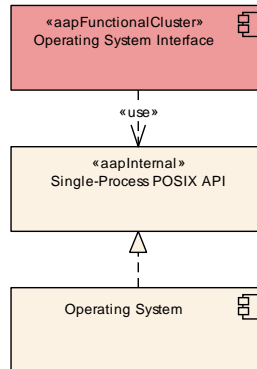 «aapFunctionalCluster»
Operating System Interface
«use»
«aapInternal»
Single-Process POSIX API
Operating System